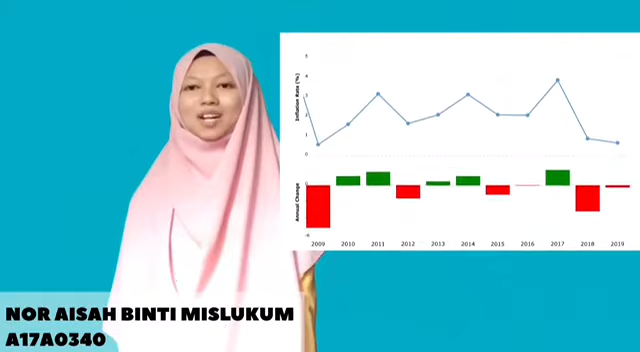 5
4
Inflation Rate [%]
3
2
1
0
0
Annual Change
2009 2010 2011 2012 2013 2014 2015 2016 2017 2018 2019
NOR AISAH BINTI MISLUKUM
A17A0340